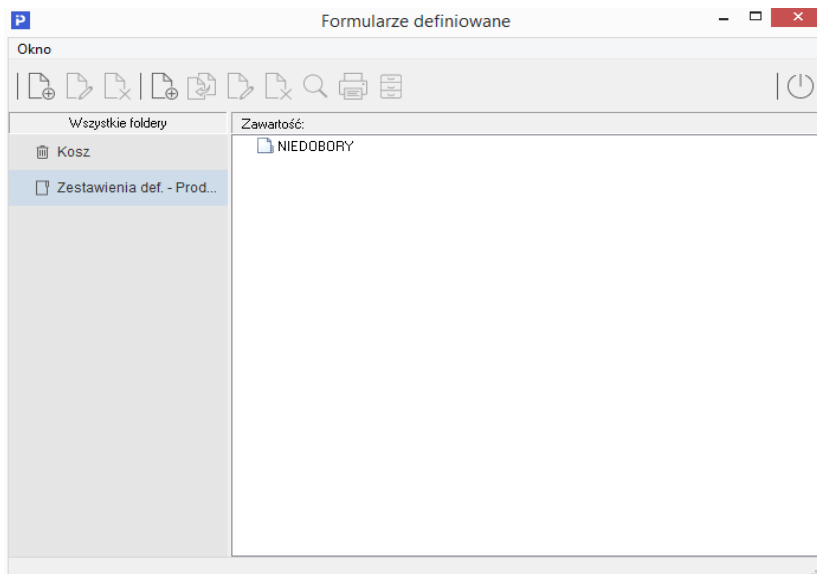 Formularze definiowane
Okno
Wszystkie foldery
Zawartość:
Kosz
NIEDOBORY
Zestawienia def. - Prod...